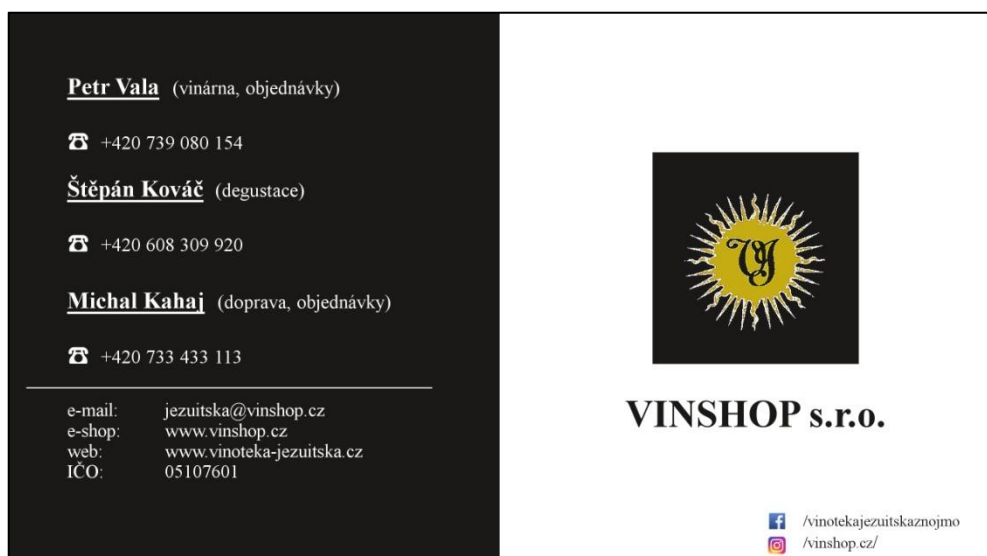 Petr Vala (vinárna, objednávky)
☎ +420 739 080 154
Štěpán Kováč (degustace)
☎ +420 608 309 920
Michal Kahaj (doprava, objednávky)
☎ +420 733 433 113
e-mail: jezuitska@vinshop.cz
e-shop: www.vinshop.cz
web: www.vinoteka-jezuitska.cz
IČO: 05107601
VJ
VINSHOP s.r.o.
/vinotekajezuitskaznojmo
/vinshop.cz/